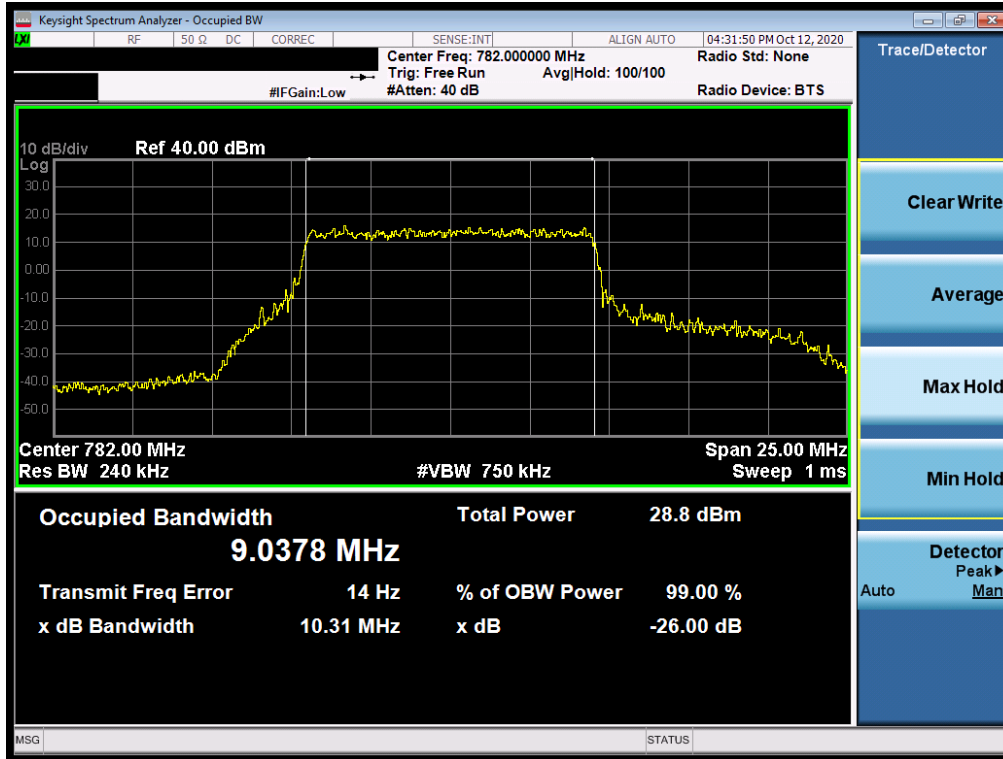 Keysight Spectrum Analyzer - Occupied BW
LXI RF 50 Ω DC CORREC SENSE:INT ALIGN AUTO 04:31:50 PM Oct 12, 2020
Center Freq: 782.000000 MHz Radio Std: None
Trig: Free Run Avg|Hold: 100/100
#IFGain:Low #Atten: 40 dB Radio Device: BTS
Trace/Detector
10 dB/div Ref 40.00 dBm
Log
30.0
20.0
10.0
0.00
-10.0
-20.0
-30.0
-40.0
-50.0
Center 782.00 MHz Span 25.00 MHz
Res BW 240 kHz #VBW 750 kHz Sweep 1 ms
Occupied Bandwidth Total Power 28.8 dBm
9.0378 MHz
Transmit Freq Error 14 Hz % of OBW Power 99.00 %
x dB Bandwidth 10.31 MHz x dB -26.00 dB
Clear Write
Average
Max Hold
Min Hold
Detector
Peak▶
Auto Man
MSG STATUS